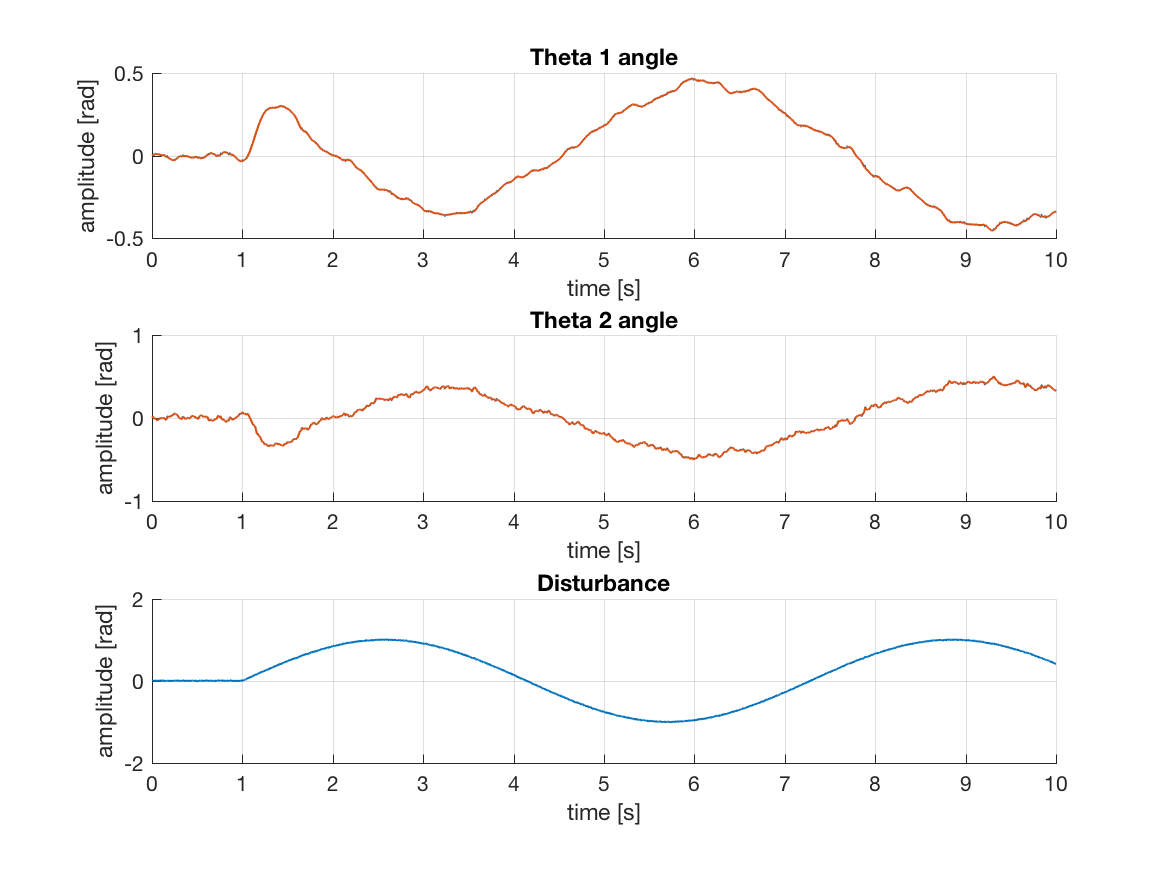 Theta 1 angle
amplitude [rad]
0.5
0
-0.5
0 1 2 3 4 5 6 7 8 9 10
time [s]
Theta 2 angle
amplitude [rad]
1
0
-1
0 1 2 3 4 5 6 7 8 9 10
time [s]
Disturbance
amplitude [rad]
2
0
-2
0 1 2 3 4 5 6 7 8 9 10
time [s]